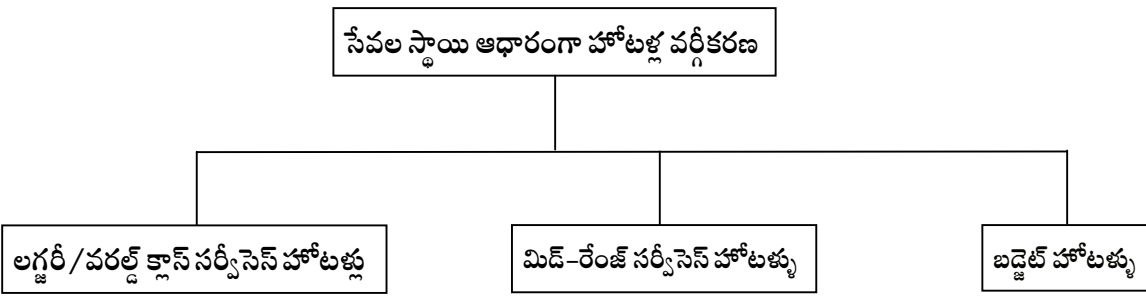 సేవల స్థాయి ఆధారంగా హోటళ్ల వర్గీకరణ
లగ్జరీ/వరల్డ్ క్లాస్ సర్వీసెస్ హోటళ్లు
మిడ్-రేంజ్ సర్వీసెస్ హోటళ్ళు
బడ్జెట్ హోటళ్ళు